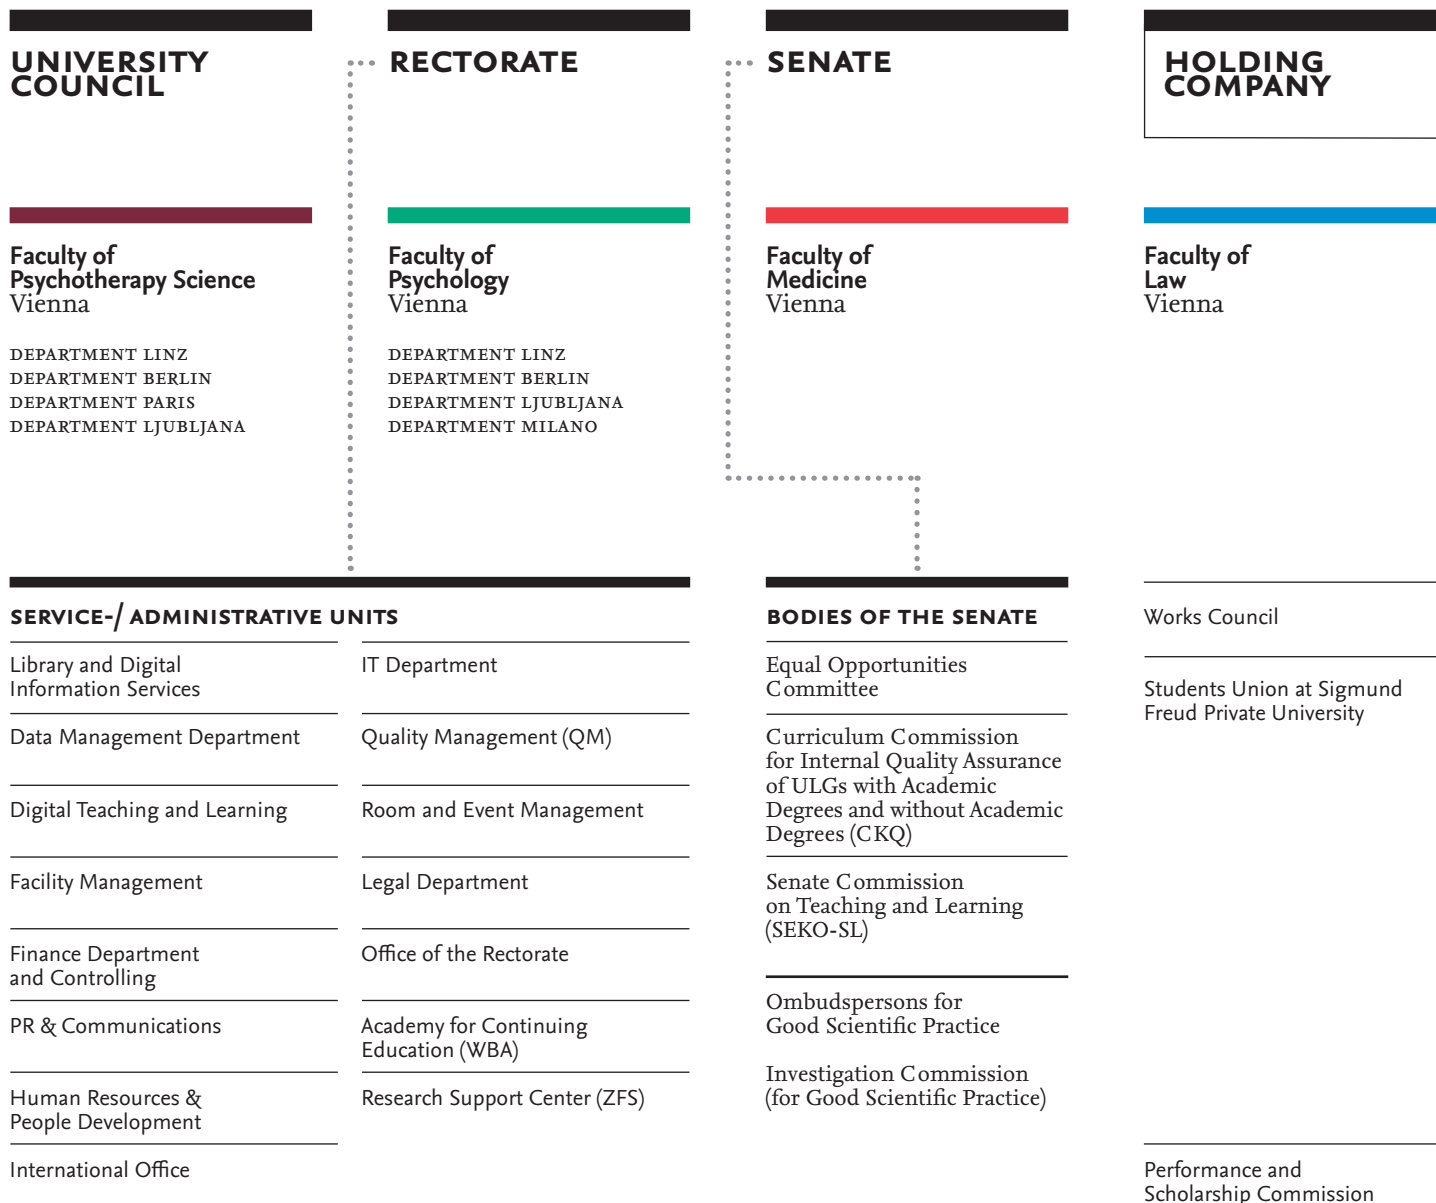 UNIVERSITY
COUNCIL
RECTORATE
SENATE
HOLDING
COMPANY
Faculty of
Psychotherapy Science
Vienna
DEPARTMENT LINZ
DEPARTMENT BERLIN
DEPARTMENT PARIS
DEPARTMENT LJUBLJANA
Faculty of
Psychology
Vienna
DEPARTMENT LINZ
DEPARTMENT BERLIN
DEPARTMENT LJUBLJANA
DEPARTMENT MILANO
Faculty of
Medicine
Vienna
Faculty of
Law
Vienna
SERVICE-/ ADMINISTRATIVE UNITS
Library and Digital
Information Services
Data Management Department
Digital Teaching and Learning
Facility Management
Finance Department
and Controlling
PR & Communications
Human Resources &
People Development
International Office
IT Department
Quality Management (QM)
Room and Event Management
Legal Department
Office of the Rectorate
Academy for Continuing
Education (WBA)
Research Support Center (ZFS)
BODIES OF THE SENATE
Equal Opportunities
Committee
Curriculum Commission
for Internal Quality Assurance
of ULGs with Academic
Degrees and without Academic
Degrees (CKQ)
Senate Commission
on Teaching and Learning
(SEKO-SL)
Ombudspersons for
Good Scientific Practice
Investigation Commission
(for Good Scientific Practice)
Works Council
Students Union at Sigmund
Freud Private University
Performance and
Scholarship Commission